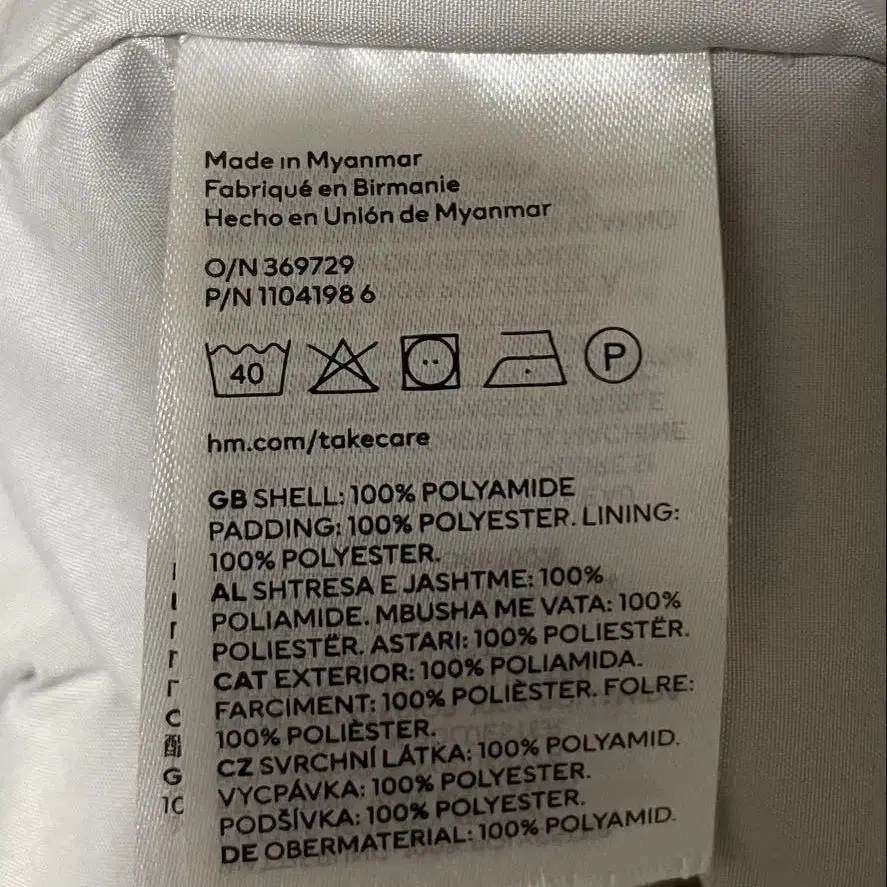 Made in Myanmar
Fabriqué en Birmanie
Hecho en Unión de Myanmar
O/N 369729
P/N 1104198 6
40
P
hm.com/takecare
GB SHELL: 100% POLYAMIDE
PADDING: 100% POLYESTER. LINING:
100% POLYESTER.
AL SHTRESA E JASHTME: 100%
POLIAMIDE. MBUSHA ME VATA: 100%
POLIESTËR. ASTARI: 100% POLIESTËR.
CAT EXTERIOR: 100% POLIAMIDA.
FARCIMENT: 100% POLIÈSTER. FOLRE:
100% POLIÈSTER.
CZ SVRCHNÍ LÁTKA: 100% POLYAMID.
VYCPÁVKA: 100% POLYESTER.
PODŠÍVKA: 100% POLYESTER.
DE OBERMATERIAL: 100% POLYAMID.